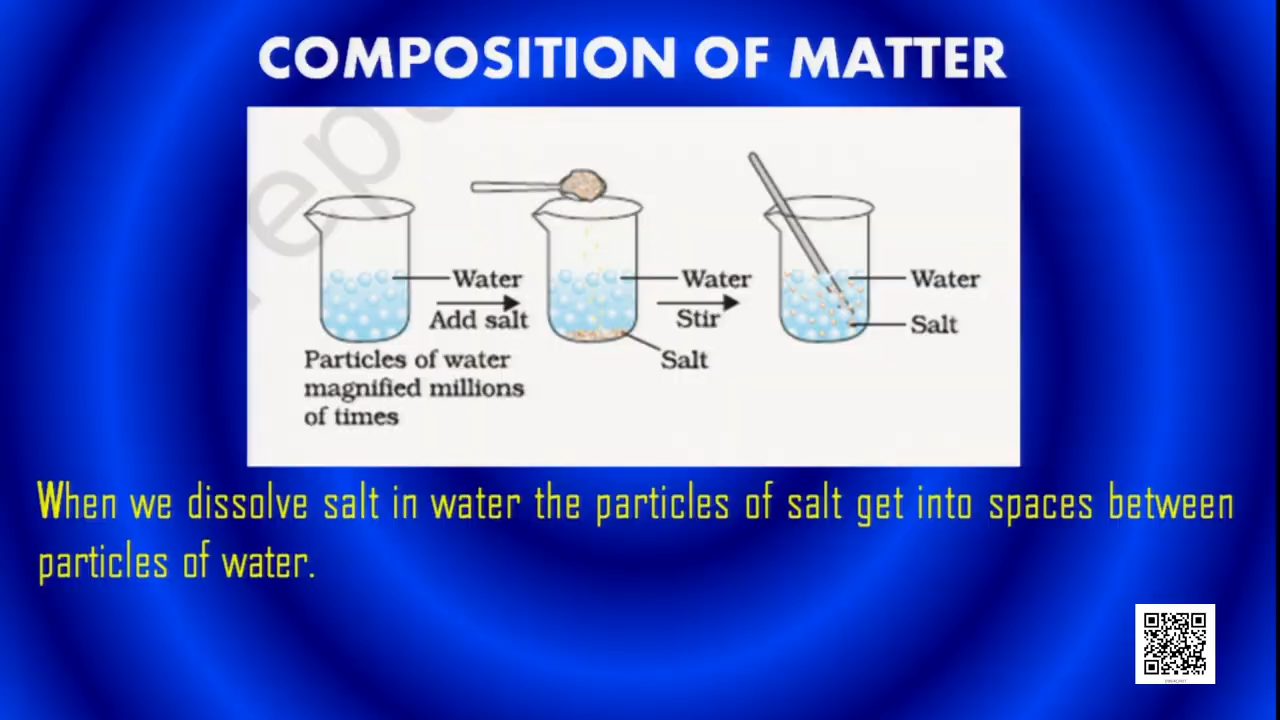 COMPOSITION OF MATTER
Water
Add salt
Particles of water
magnified millions
of times
Water
Stir
Salt
Water
Salt
When we dissolve salt in water the particles of salt get into spaces between
particles of water.